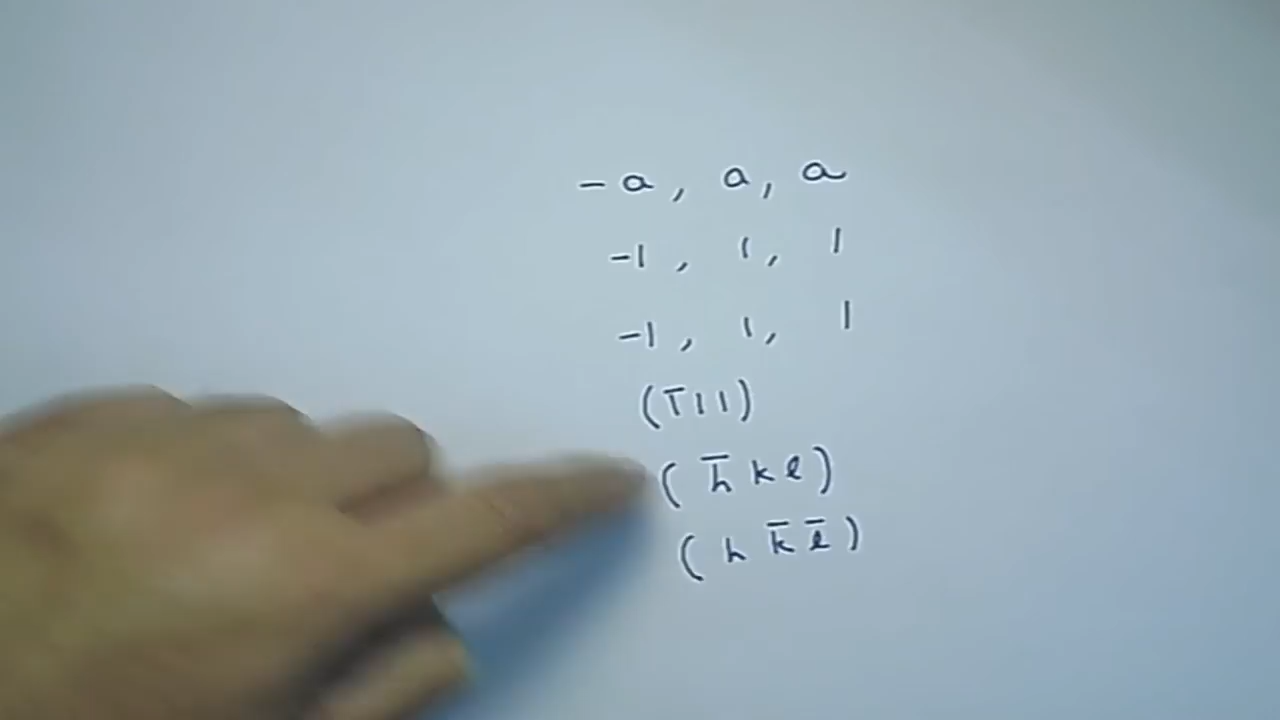 -a, a, a
-1, 1, 1
-1, 1, 1
(1̅11)
(h̅kl)
(hk̅l̅)